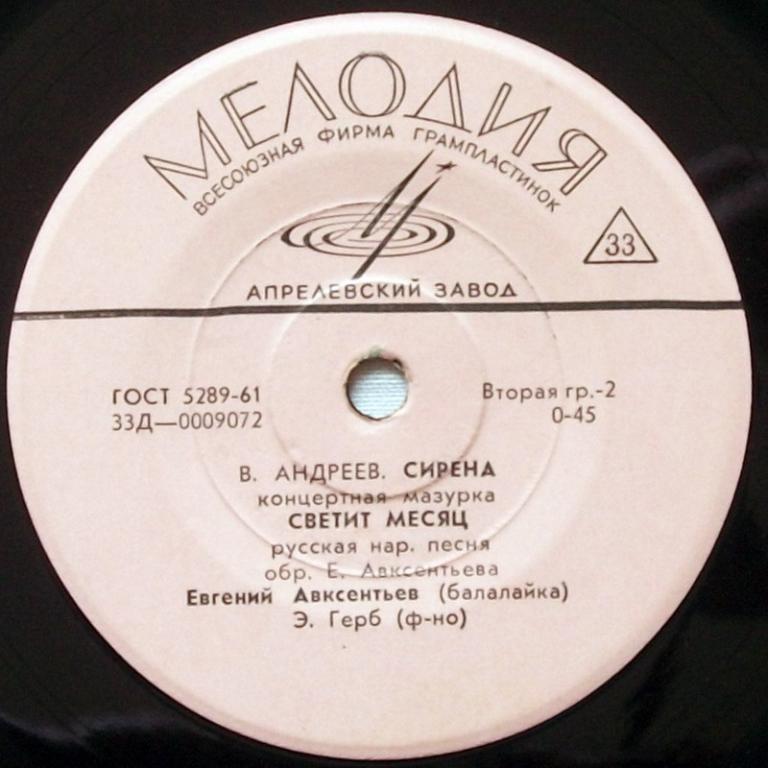 МЕЛОДИЯ
ВСЕСОЮЗНАЯ ФИРМА ГРАМПЛАСТИНОК
33
АПРЕЛЕВСКИЙ ЗАВОД
ГОСТ 5289-61
33Д—0009072
Вторая гр.-2
0-45
В. АНДРЕЕВ. СИРЕНА
концертная мазурка
СВЕТИТ МЕСЯЦ
русская нар. песня
обр. Е. Авксентьева
Евгений Авксентьев (балалайка)
Э. Герб (ф-но)